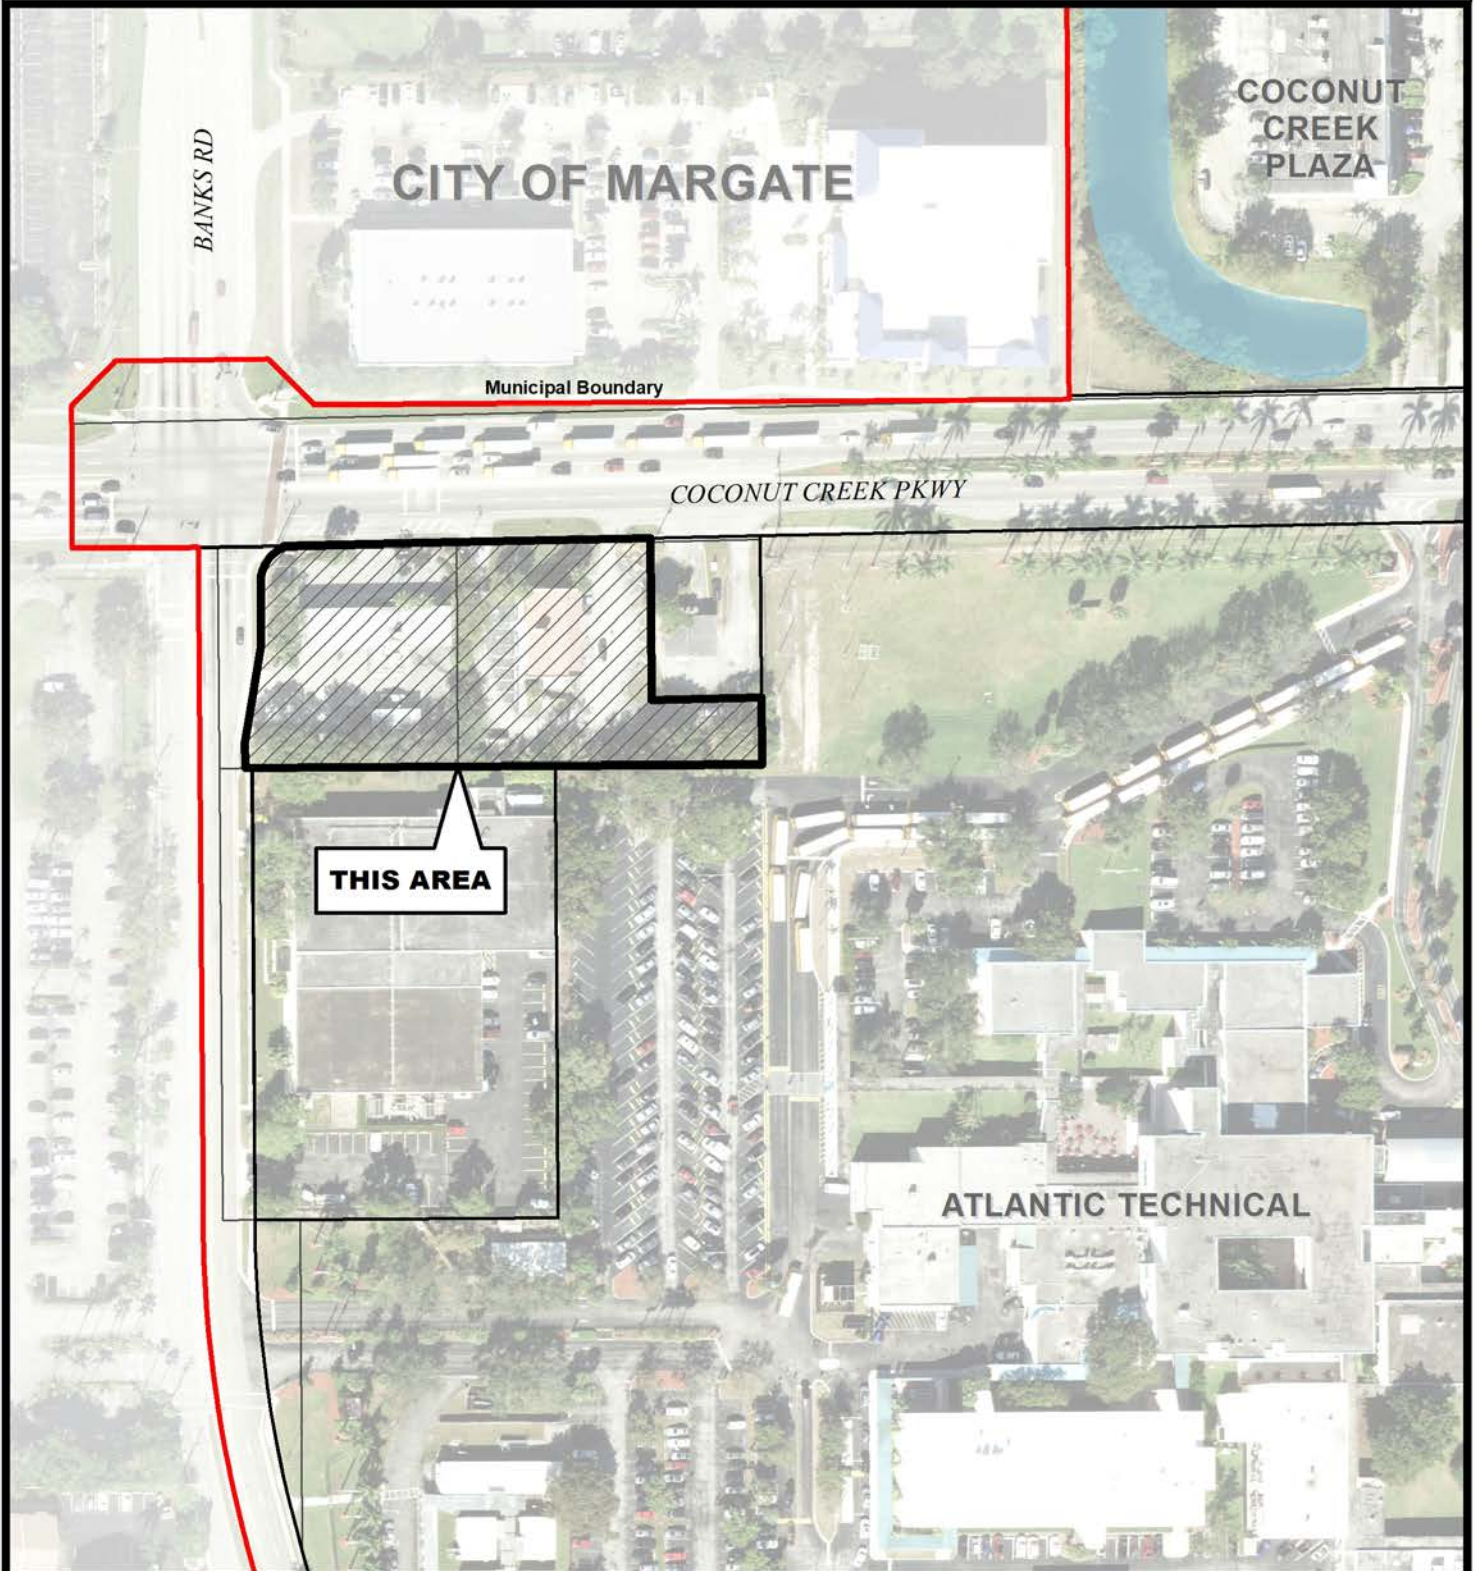 COCONUT
CREEK
PLAZA
BANKS RD
CITY OF MARGATE
Municipal Boundary
COCONUT CREEK PKWY
THIS AREA
ATLANTIC TECHNICAL